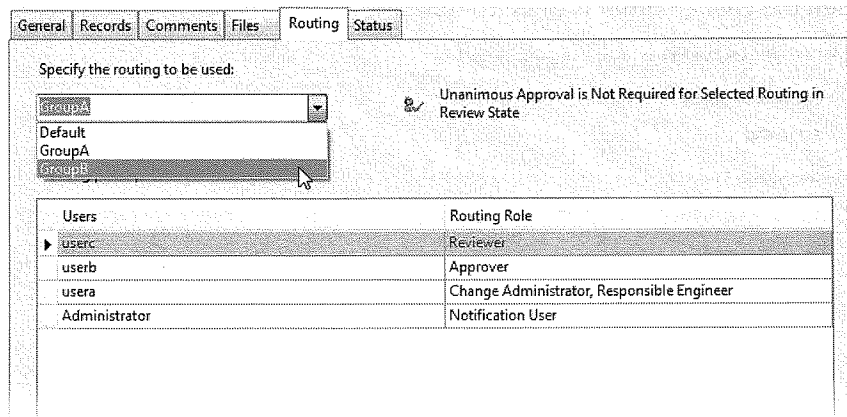 General Records Comments Files Routing Status
Specify the routing to be used:
GroupA
Unanimous Approval is Not Required for Selected Routing in
Review State
Default
GroupA
GroupB
Users Routing Role
userc Reviewer
userb Approver
usera Change Administrator, Responsible Engineer
Administrator Notification User